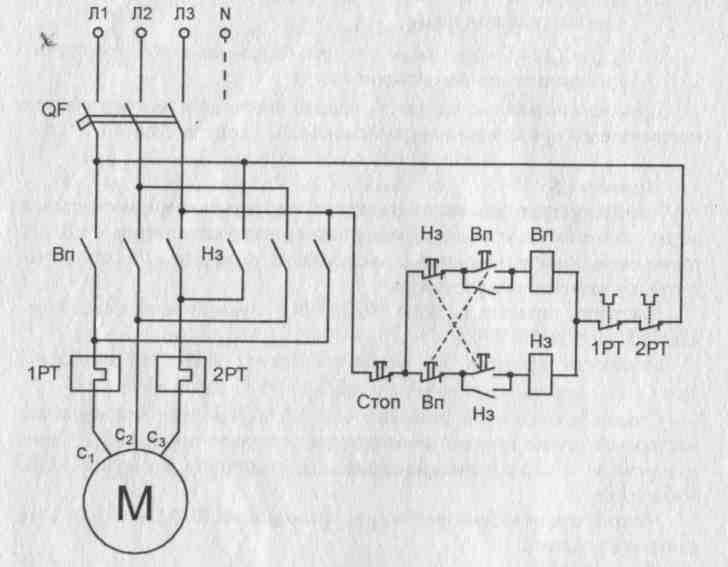 Л1 Л2 Л3 N
QF
Вп Нз
Нз Вп Вп
1РТ 2РТ
Нз
1РТ 2РТ
Стоп Вп Нз
C1 C2 C3
М